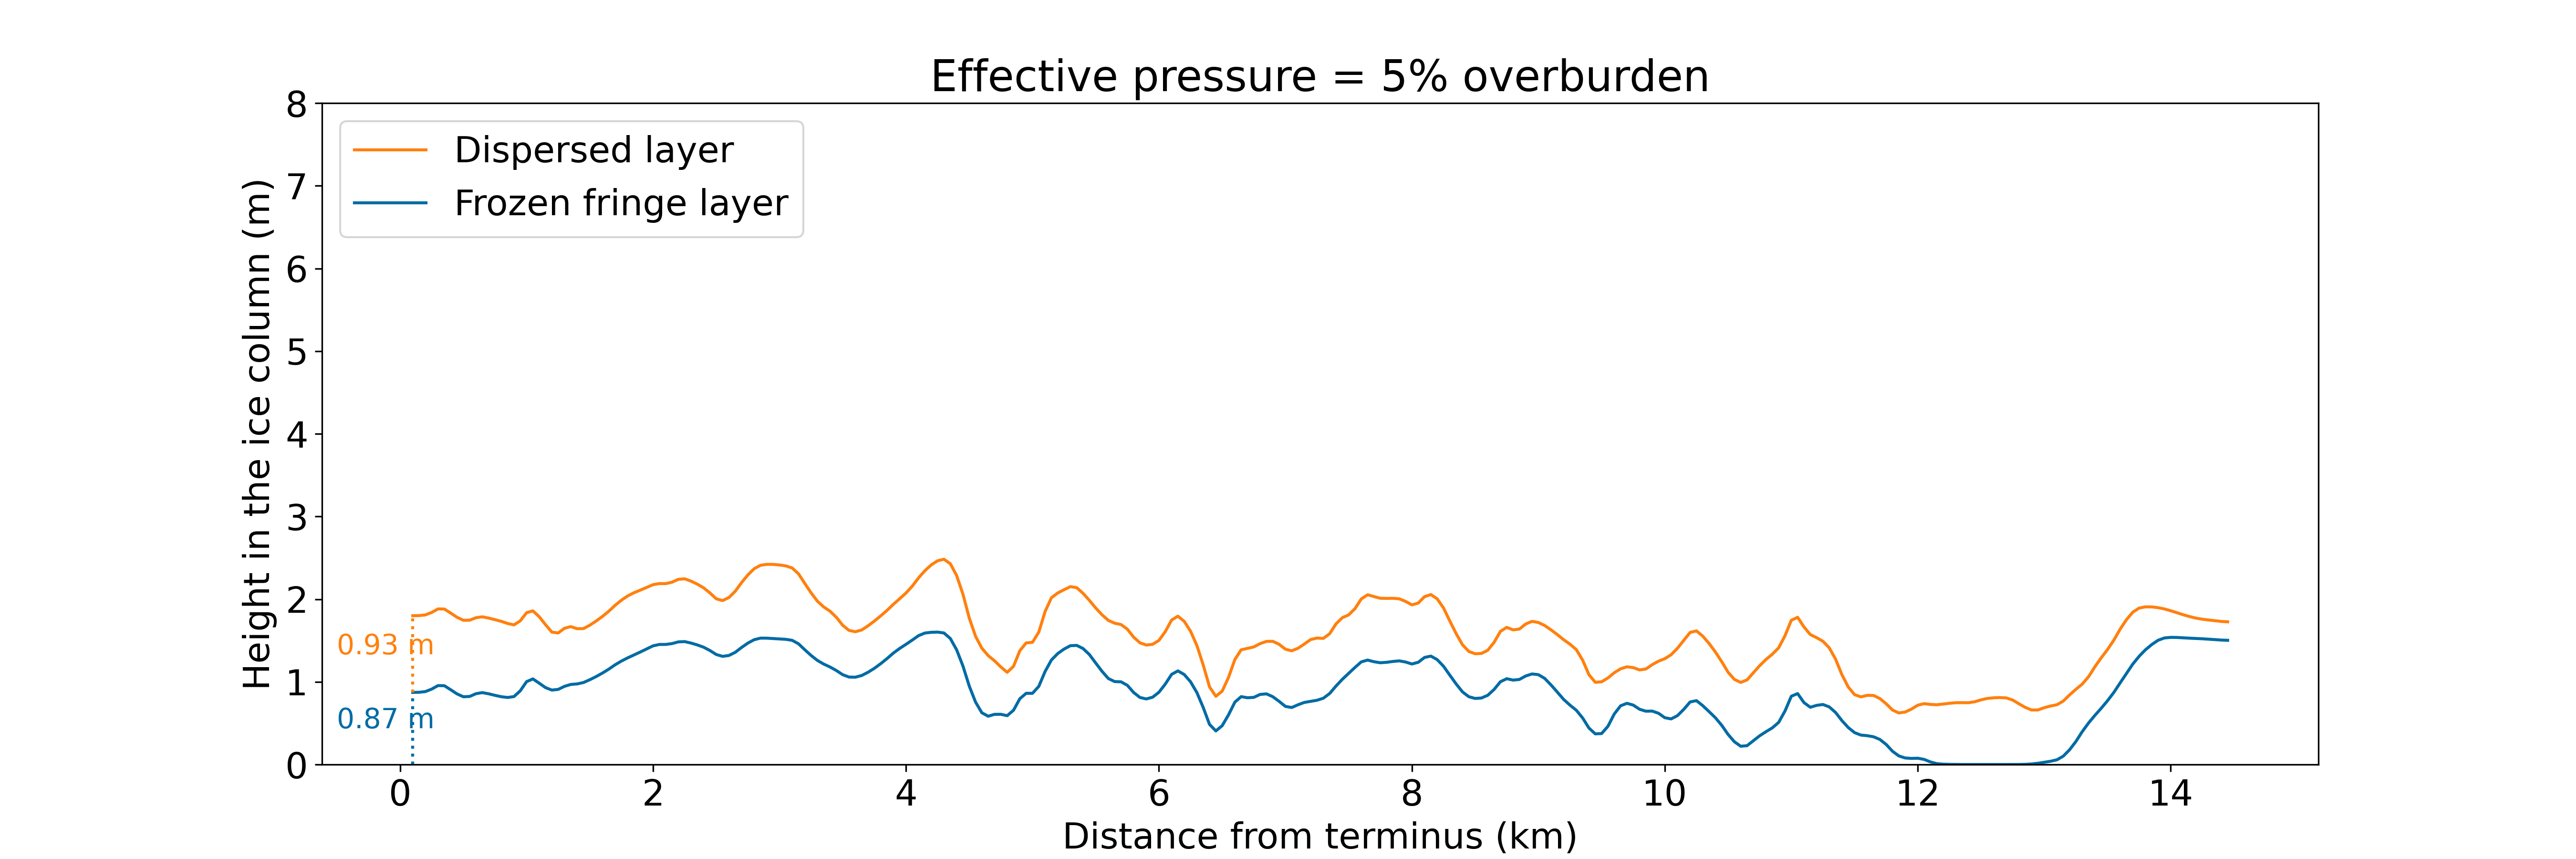 Effective pressure = 5% overburden
Dispersed layer
Frozen fringe layer
Height in the ice column (m)
8
7
6
5
4
3
2
1
0
0.93 m
0.87 m
0 2 4 6 8 10 12 14
Distance from terminus (km)